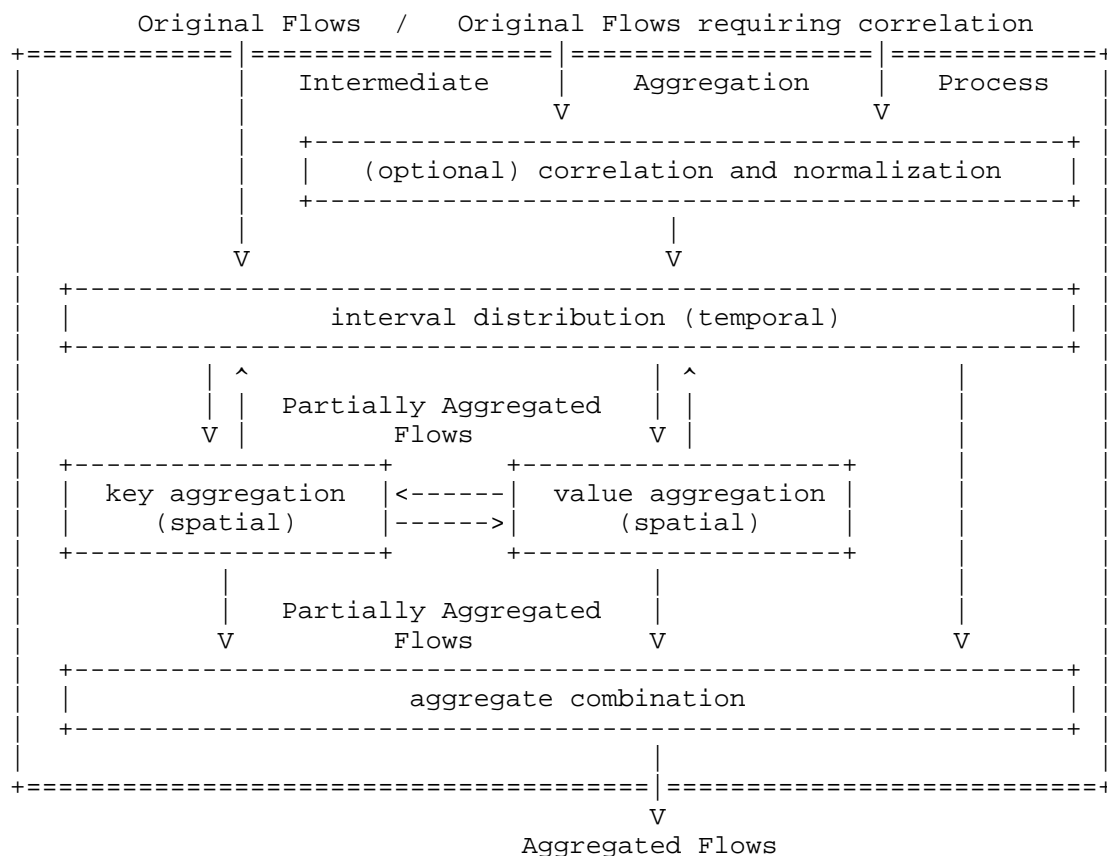 Original Flows / Original Flows requiring correlation
Intermediate Aggregation Process
(optional) correlation and normalization
interval distribution (temporal)
Partially Aggregated
Flows
key aggregation value aggregation
(spatial) (spatial)
Partially Aggregated
Flows
aggregate combination
Aggregated Flows